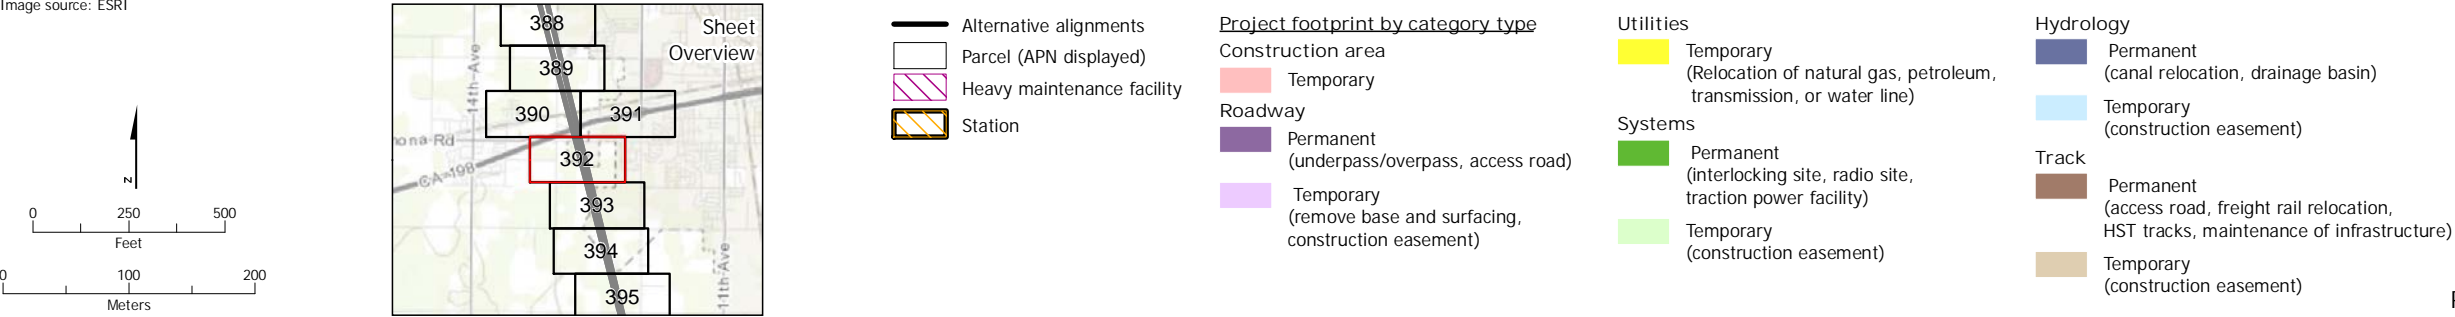 Image source: ESRI
N
0 250 500
Feet
0 100 200
Meters
Sheet
Overview
388
389
390
391
392
393
394
395
14th-Ave
mona-Rd
CA-198
11th-Ave
Alternative alignments
Parcel (APN displayed)
Heavy maintenance facility
Station
Project footprint by category type
Construction area
Temporary
Roadway
Permanent
(underpass/overpass, access road)
Temporary
(remove base and surfacing,
construction easement)
Utilities
Temporary
(Relocation of natural gas, petroleum,
transmission, or water line)
Systems
Permanent
(interlocking site, radio site,
traction power facility)
Temporary
(construction easement)
Hydrology
Permanent
(canal relocation, drainage basin)
Temporary
(construction easement)
Track
Permanent
(access road, freight rail relocation,
HST tracks, maintenance of infrastructure)
Temporary
(construction easement)